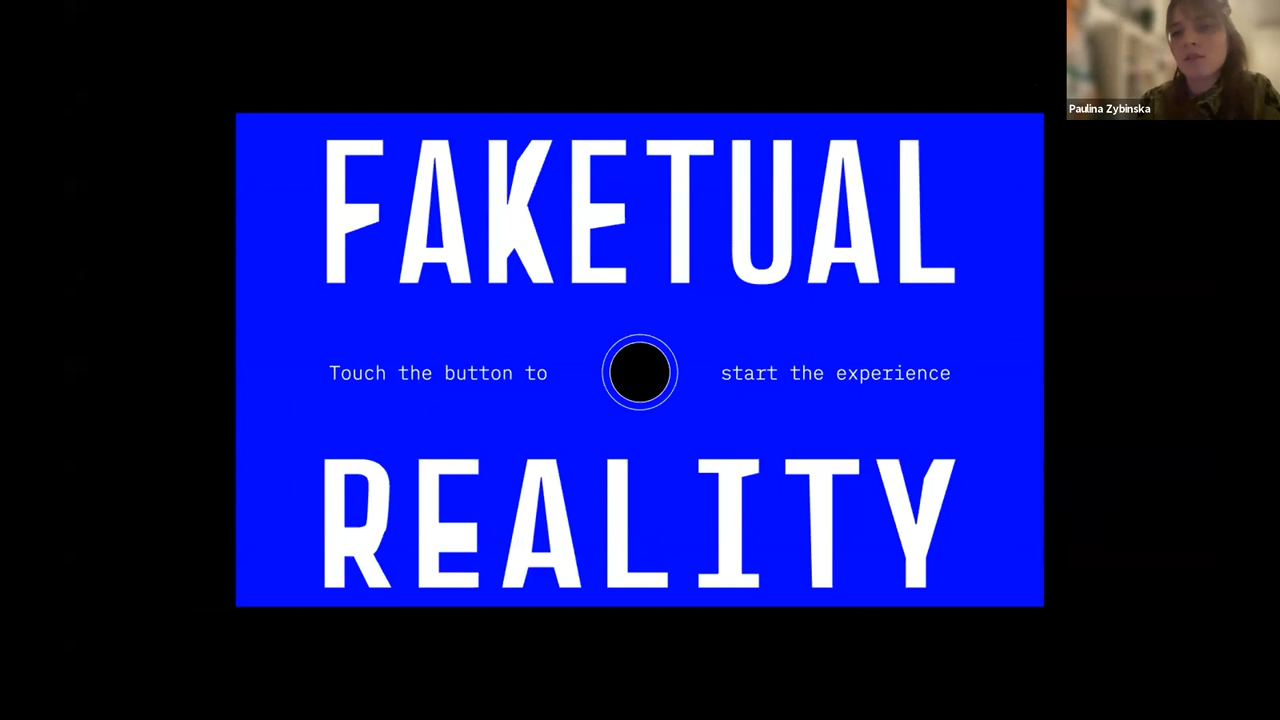 Paulina Zybinska
FAKETUAL
Touch the button to start the experience
REALITY